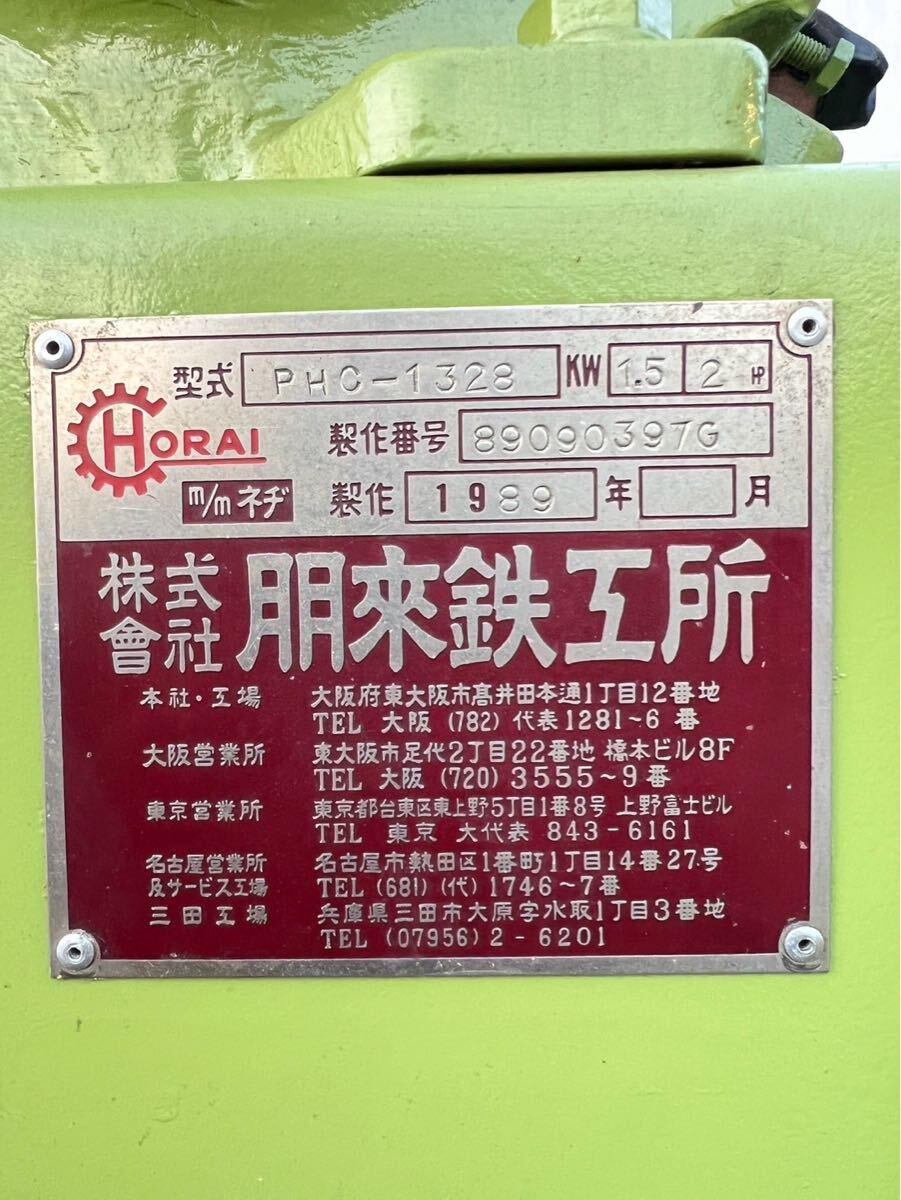 型式 PHC-1328 KW 1.5 2 HP
HORAI 製作番号 89090397G
m/mネヂ 製作 1989 年 月
株式會社 朋來鉄工所
本社・工場 大阪府東大阪市髙井田本通1丁目12番地
TEL 大阪 (782) 代表1281~6 番
大阪営業所 東大阪市足代2丁目22番地 橋本ビル8F
TEL 大阪 (720) 3555~9番
東京営業所 東京都台東区東上野5丁目1番8号 上野富士ビル
TEL 東京 大代表 843-6161
名古屋営業所 名古屋市熱田区1番町1丁目14番27号
及サービス工場 TEL (681) (代) 1746~7番
三田工場 兵庫県三田市大原字水取1丁目3番地
TEL (07956) 2-6201